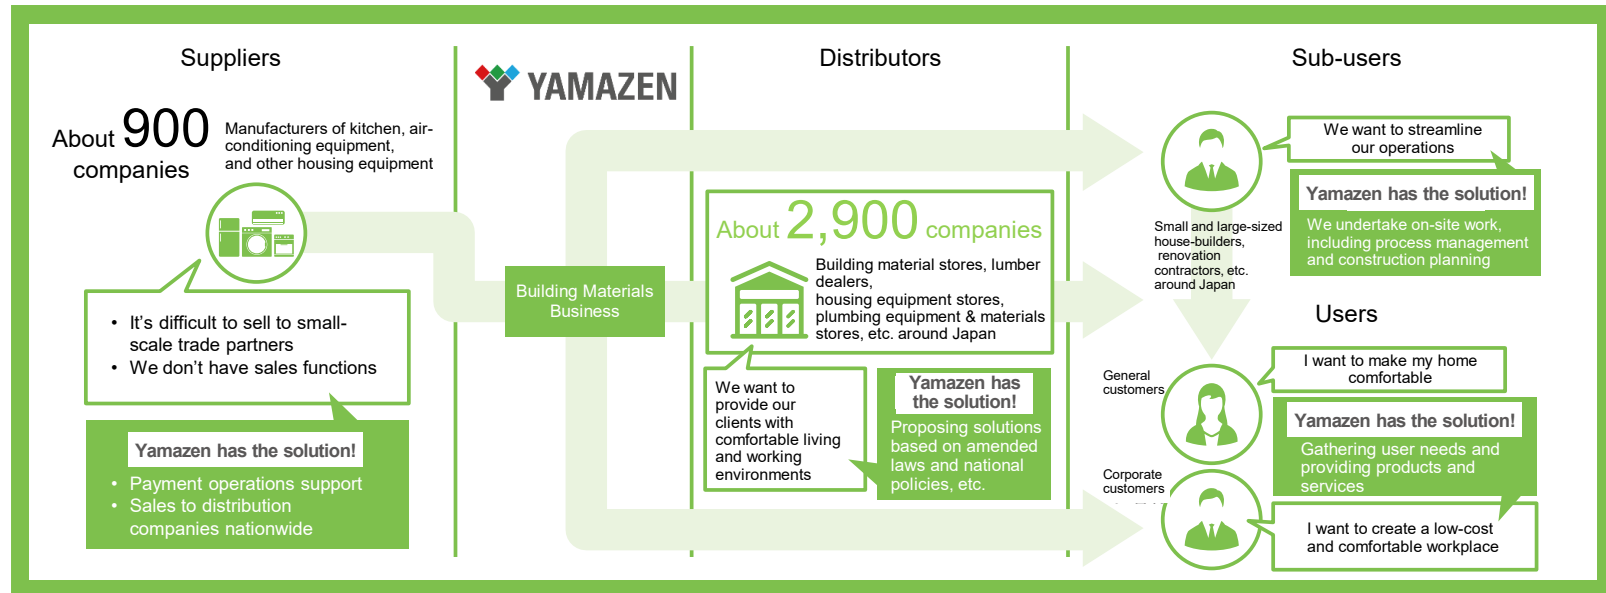 Suppliers
About 900
companies
Manufacturers of kitchen, air-
conditioning equipment,
and other housing equipment
• It's difficult to sell to small-
scale trade partners
• We don't have sales functions
Yamazen has the solution!
• Payment operations support
• Sales to distribution
companies nationwide
YAMAZEN
Building Materials
Business
Distributors
About 2,900 companies
Building material stores, lumber
dealers,
housing equipment stores,
plumbing equipment & materials
stores, etc. around Japan
We want to
provide our
clients with
comfortable living
and working
environments
Yamazen has
the solution!
Proposing solutions
based on amended
laws and national
policies, etc.
Sub-users
We want to streamline
our operations
Yamazen has the solution!
We undertake on-site work,
including process management
and construction planning
Small and large-sized
house-builders,
renovation
contractors, etc.
around Japan
Users
General
customers
I want to make my home
comfortable
Yamazen has the solution!
Gathering user needs and
providing products and
services
Corporate
customers
I want to create a low-cost
and comfortable workplace